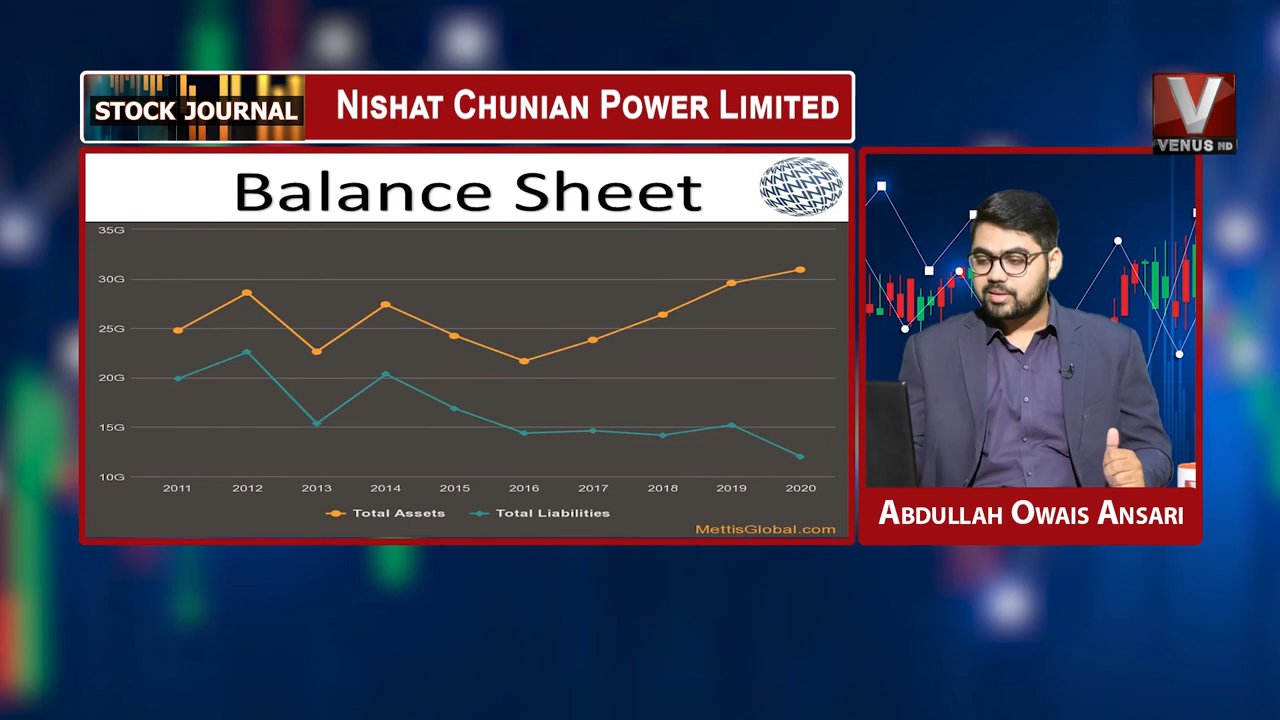 STOCK JOURNAL
NISHAT CHUNIAN POWER LIMITED
V
VENUS HD
Balance Sheet
35G
30G
25G
20G
15G
10G
2011 2012 2013 2014 2015 2016 2017 2018 2019 2020
Total Assets Total Liabilities
MettisGlobal.com
ABDULLAH OWAIS ANSARI